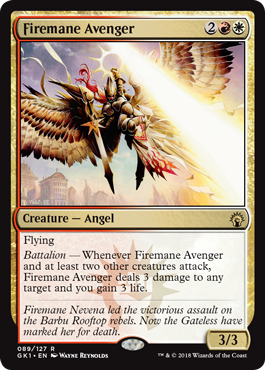 Firemane Avenger 2
Creature — Angel
Flying
Battalion — Whenever Firemane Avenger
and at least two other creatures attack,
Firemane Avenger deals 3 damage to any
target and you gain 3 life.
Firemane Nevena led the victorious assault on
the Barbu Rooftop rebels. Now the Gateless have
marked her for death.
3/3
089/127 R
GK1 • EN Wayne Reynolds
™ & © 2018 Wizards of the Coast